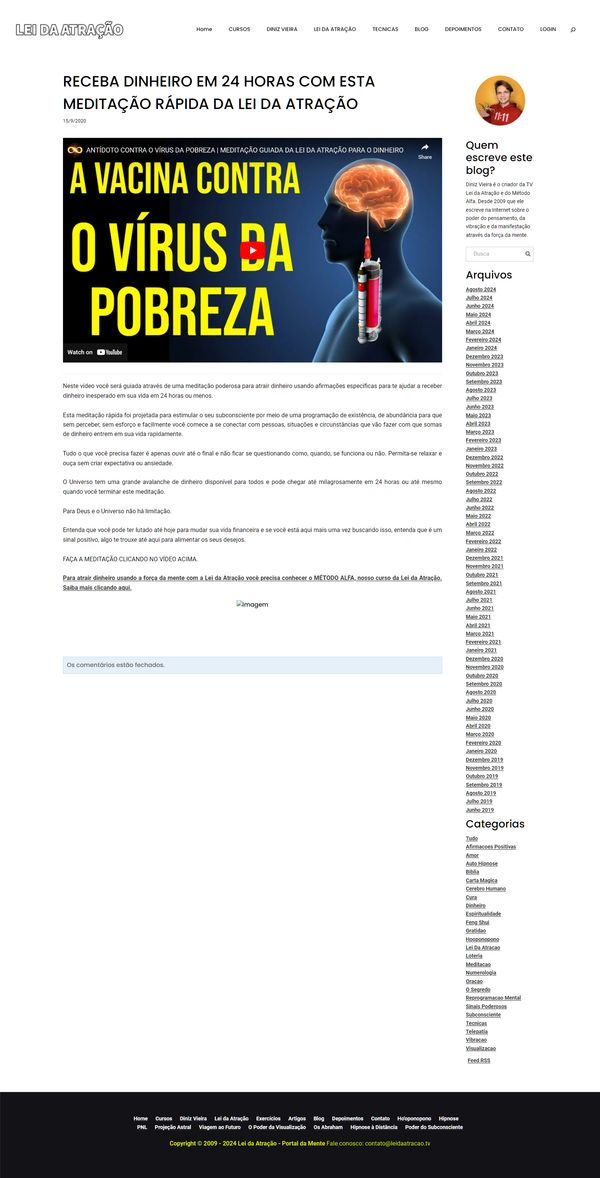 LEI DA ATRAÇÃO
Home CURSOS DINIZ VIEIRA LEI DA ATRAÇÃO TECNICAS BLOG DEPOIMENTOS CONTATO LOGIN
RECEBA DINHEIRO EM 24 HORAS COM ESTA
MEDITAÇÃO RÁPIDA DA LEI DA ATRAÇÃO
15/9/2020
ANTÍDOTO CONTRA O VÍRUS DA POBREZA | MEDITAÇÃO GUIADA DA LEI DA ATRAÇÃO PARA O DINHEIRO
Share
A VACINA CONTRA
O VÍRUS DA
POBREZA
Watch on YouTube
Neste vídeo você será guiada através de uma meditação poderosa para atrair dinheiro usando afirmações específicas para te ajudar a receber
dinheiro inesperado em sua vida em 24 horas ou menos.
Esta meditação rápida foi projetada para estimular o seu subconsciente por meio de uma programação de existência, de abundância para que
sem perceber, sem esforço e facilmente você comece a se conectar com pessoas, situações e circunstâncias que vão fazer com que somas
de dinheiro entrem em sua vida rapidamente.
Tudo o que você precisa fazer é apenas ouvir até o final e não ficar se questionando como, quando, se funciona ou não. Permita-se relaxar e
ouça sem criar expectativa ou ansiedade.
O Universo tem uma grande avalanche de dinheiro disponível para todos e pode chegar até milagrosamente em 24 horas ou até mesmo
quando você terminar este meditação.
Para Deus e o Universo não há limitação.
Entenda que você pode ter lutado até hoje para mudar sua vida financeira e se você está aqui mais uma vez buscando isso, entenda que é um
sinal positivo, algo te trouxe até aqui para alimentar os seus desejos.
FAÇA A MEDITAÇÃO CLICANDO NO VÍDEO ACIMA.
Para atrair dinheiro usando a força da mente com a Lei da Atração você precisa conhecer o MÉTODO ALFA, nosso curso da Lei da Atração.
Saiba mais clicando aqui.
Imagem
Os comentários estão fechados.
11:11
Quem
escreve este
blog?
Diniz Vieira é o criador da TV
Lei da Atração e do Método
Alfa. Desde 2009 que ele
escreve na Internet sobre o
poder do pensamento, da
vibração e da manifestação
através da força da mente.
Busca
Arquivos
Agosto 2024
Julho 2024
Junho 2024
Maio 2024
Abril 2024
Março 2024
Fevereiro 2024
Janeiro 2024
Dezembro 2023
Novembro 2023
Outubro 2023
Setembro 2023
Agosto 2023
Julho 2023
Junho 2023
Maio 2023
Abril 2023
Março 2023
Fevereiro 2023
Janeiro 2023
Dezembro 2022
Novembro 2022
Outubro 2022
Setembro 2022
Agosto 2022
Julho 2022
Junho 2022
Maio 2022
Abril 2022
Março 2022
Fevereiro 2022
Janeiro 2022
Dezembro 2021
Novembro 2021
Outubro 2021
Setembro 2021
Agosto 2021
Julho 2021
Junho 2021
Maio 2021
Abril 2021
Março 2021
Fevereiro 2021
Janeiro 2021
Dezembro 2020
Novembro 2020
Outubro 2020
Setembro 2020
Agosto 2020
Julho 2020
Junho 2020
Maio 2020
Abril 2020
Março 2020
Fevereiro 2020
Janeiro 2020
Dezembro 2019
Novembro 2019
Outubro 2019
Setembro 2019
Agosto 2019
Julho 2019
Junho 2019
Categorias
Tudo
Afirmacoes Positivas
Amor
Auto Hipnose
Biblia
Carta Magica
Cerebro Humano
Cura
Dinheiro
Espiritualidade
Feng Shui
Gratidao
Hooponopono
Lei Da Atracao
Loteria
Meditacao
Numerologia
Oracao
O Segredo
Reprogramacao Mental
Sinais Poderosos
Subconsciente
Tecnicas
Telepatia
Vibracao
Visualizacao
Feed RSS
Home Cursos Diniz Vieira Lei da Atração Exercícios Artigos Blog Depoimentos Contato Ho'oponopono Hipnose
PNL Projeção Astral Viagem ao Futuro O Poder da Visualização Os Abraham Hipnose à Distância Poder do Subconsciente
Copyright © 2009 - 2024 Lei da Atração - Portal da Mente Fale conosco: contato@leidaatracao.tv